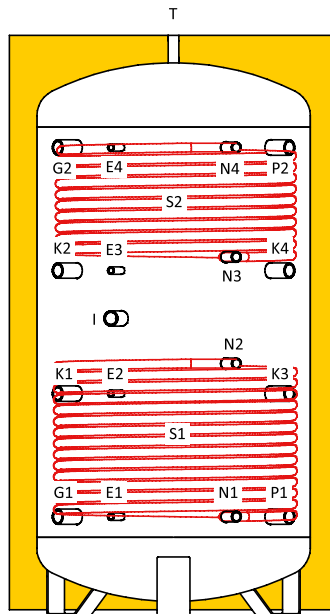 T
G2 E4 N4 P2
S2
K2 E3 K4
N3
I
N2
K1 E2 K3
S1
G1 E1 N1 P1